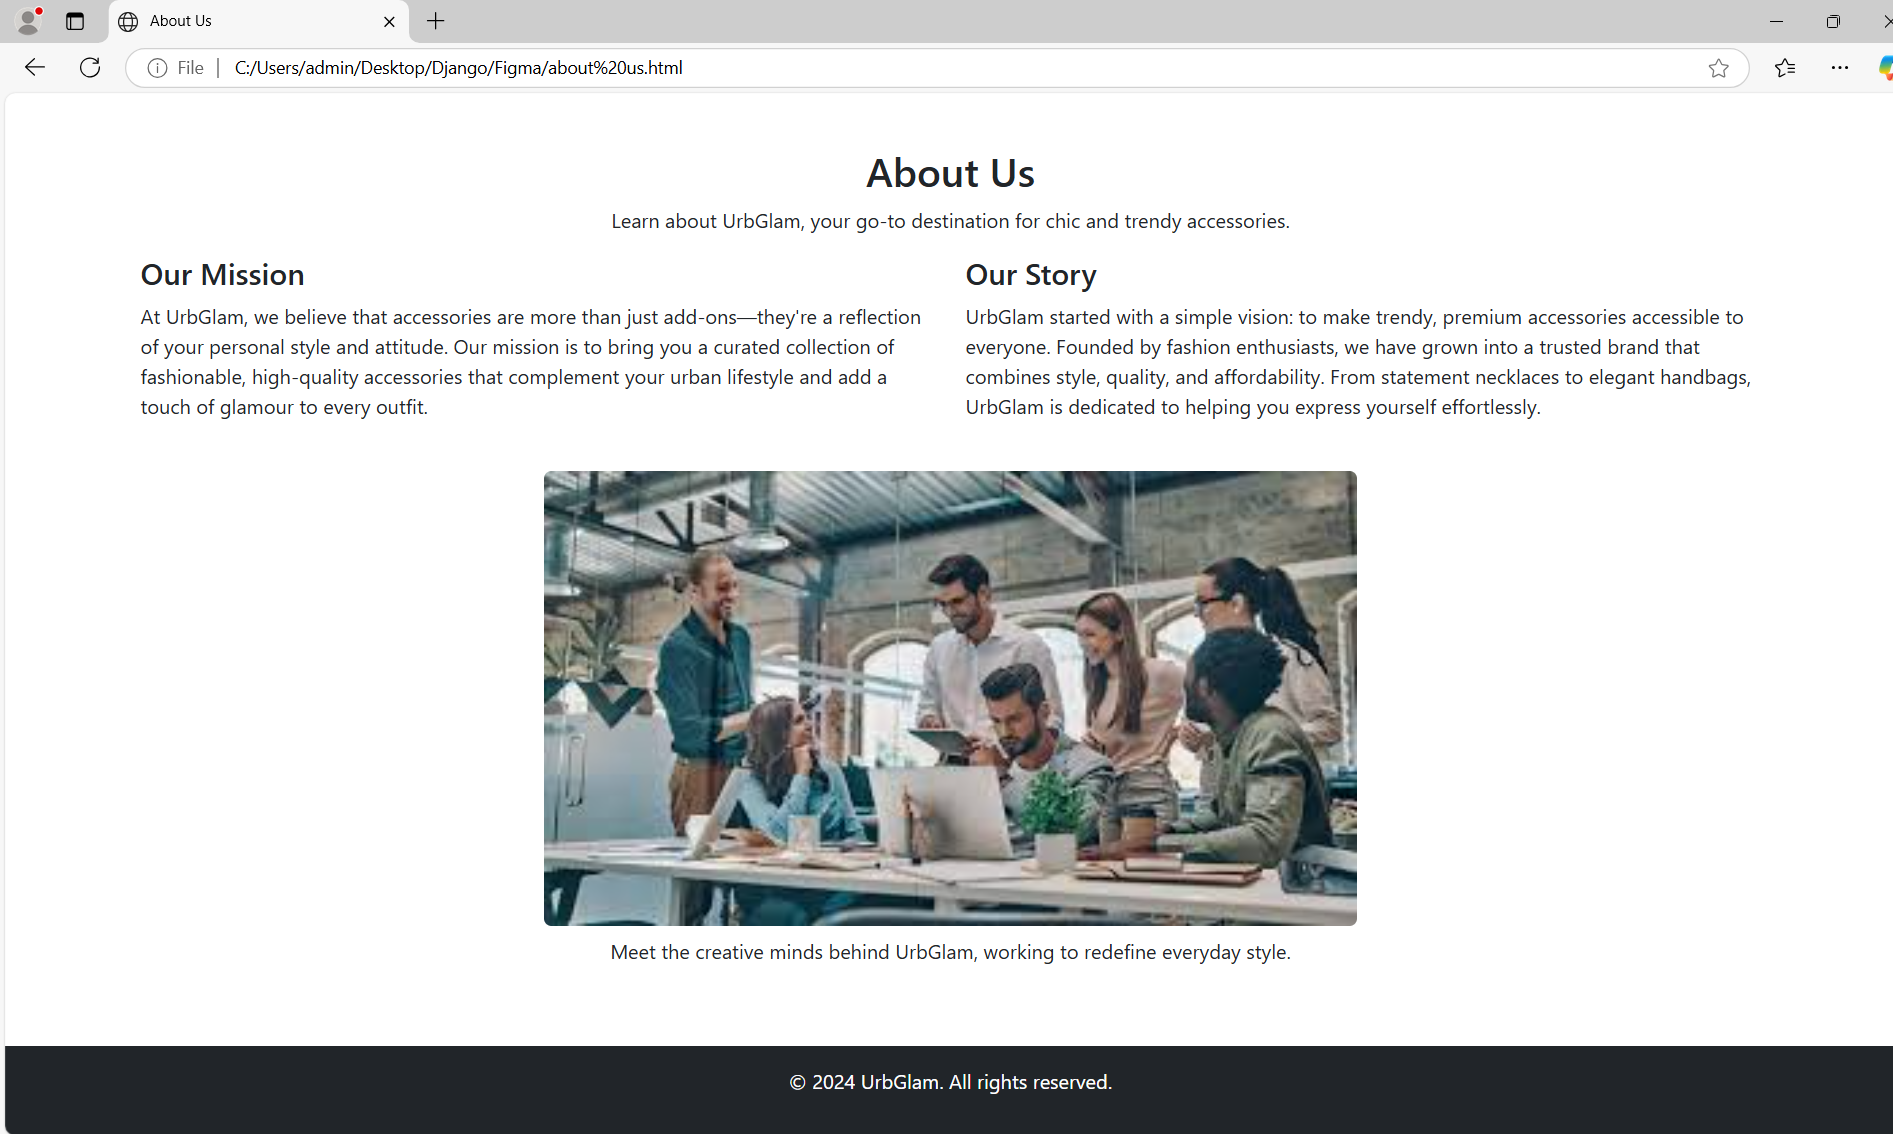 About Us
File
C:/Users/admin/Desktop/Django/Figma/about%20us.html
About Us
Learn about UrbGlam, your go-to destination for chic and trendy accessories.
Our Mission
At UrbGlam, we believe that accessories are more than just add-ons—they're a reflection
of your personal style and attitude. Our mission is to bring you a curated collection of
fashionable, high-quality accessories that complement your urban lifestyle and add a
touch of glamour to every outfit.
Our Story
UrbGlam started with a simple vision: to make trendy, premium accessories accessible to
everyone. Founded by fashion enthusiasts, we have grown into a trusted brand that
combines style, quality, and affordability. From statement necklaces to elegant handbags,
UrbGlam is dedicated to helping you express yourself effortlessly.
Meet the creative minds behind UrbGlam, working to redefine everyday style.
© 2024 UrbGlam. All rights reserved.